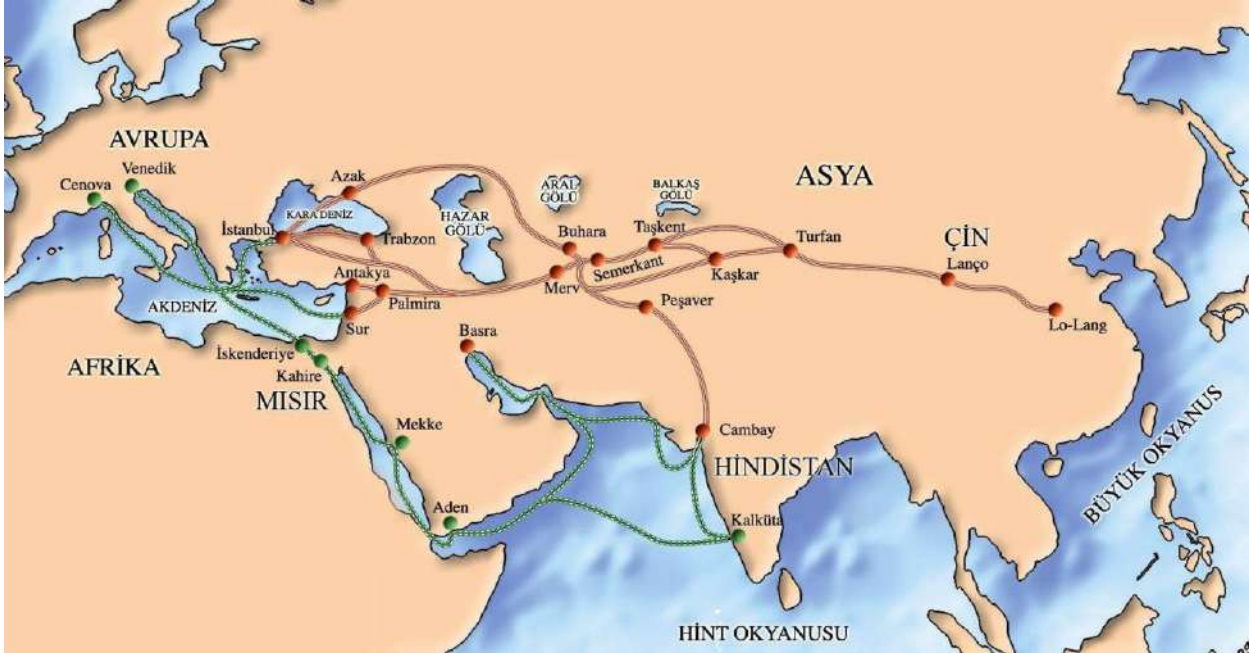 AVRUPA
Venedik
Cenova
Azak
ASYA
ARAL
GÖLÜ
BALKAŞ
GÖLÜ
KARADENİZ
HAZAR
GÖLÜ
İstanbul
Trabzon
Buhara
Taşkent
Turfan
ÇİN
Semerkant
Kaşkar
Lanço
Antakya
Merv
Palmira
AKDENİZ
Peşaver
Lo-Lang
Sur
Basra
İskenderiye
AFRİKA
Kahire
MISIR
Mekke
Cambay
HİNDİSTAN
BÜYÜK OKYANUS
Aden
Kalküta
HİNT OKYANUSU